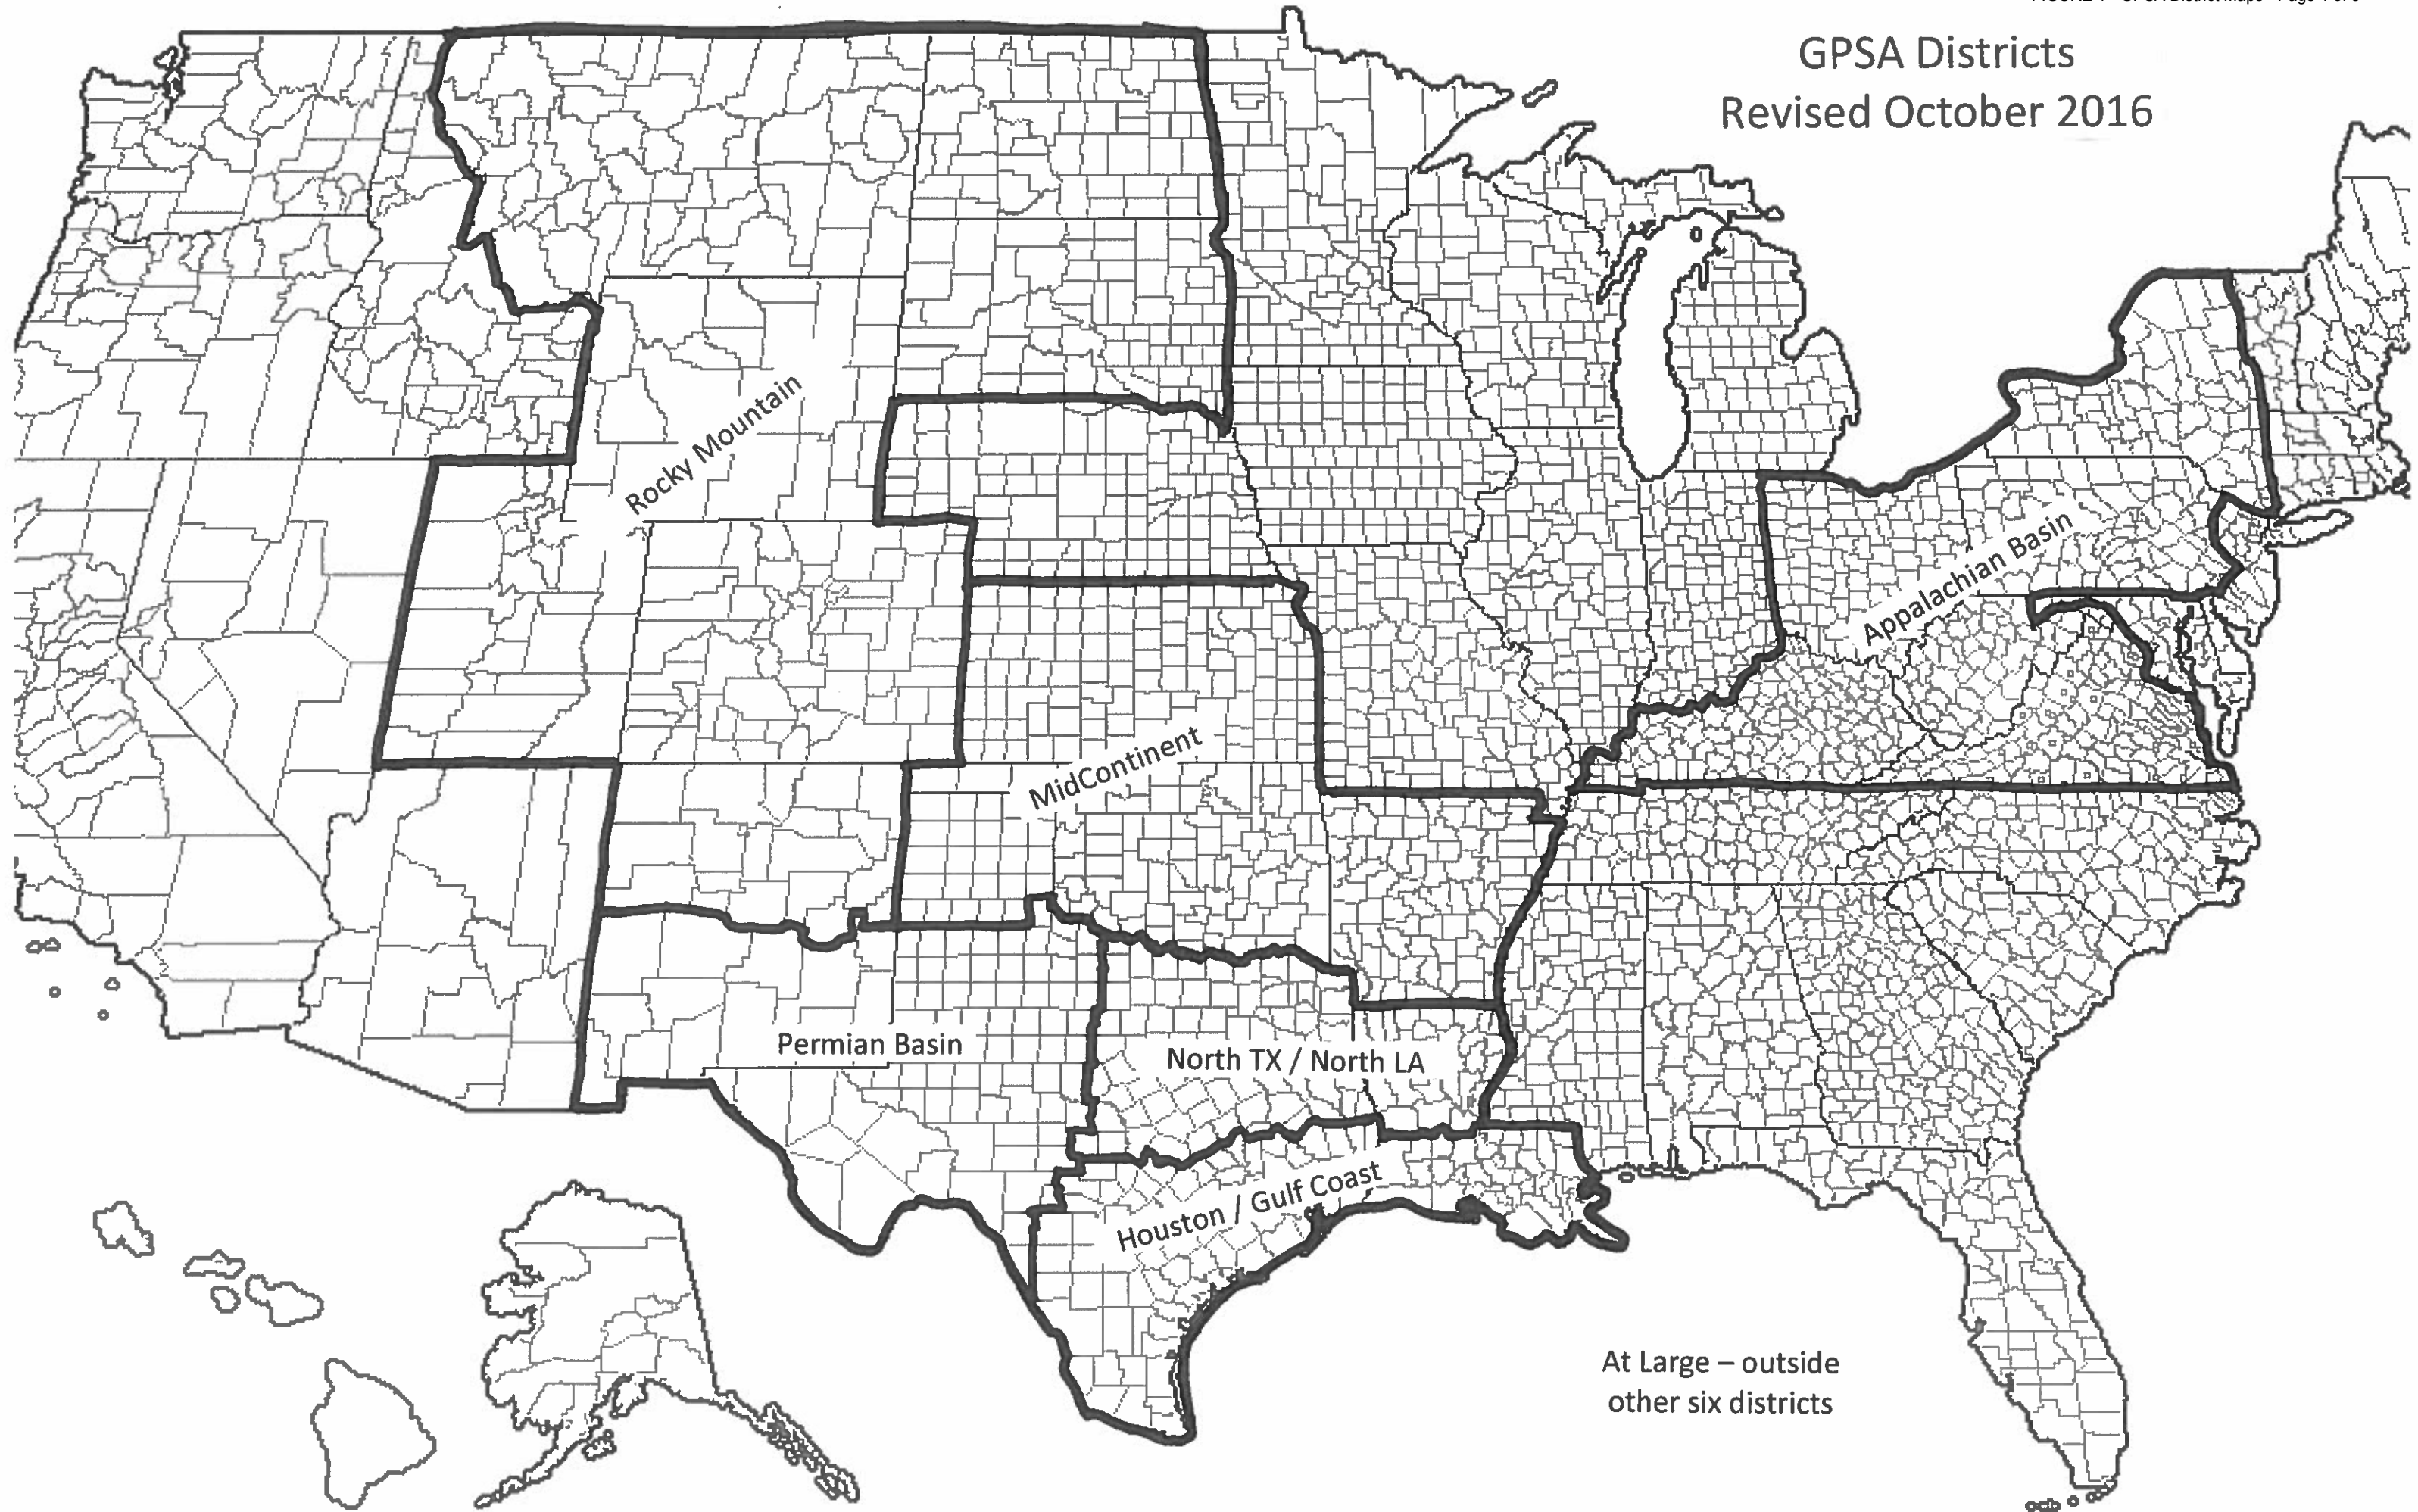 GPSA Districts
Revised October 2016
Rocky Mountain
Appalachian Basin
MidContinent
Permian Basin
North TX / North LA
Houston / Gulf Coast
At Large – outside
other six districts